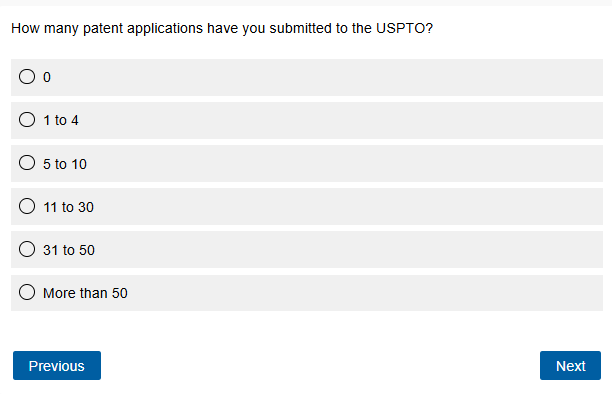 How many patent applications have you submitted to the USPTO?
0
1 to 4
5 to 10
11 to 30
31 to 50
More than 50
Previous
Next